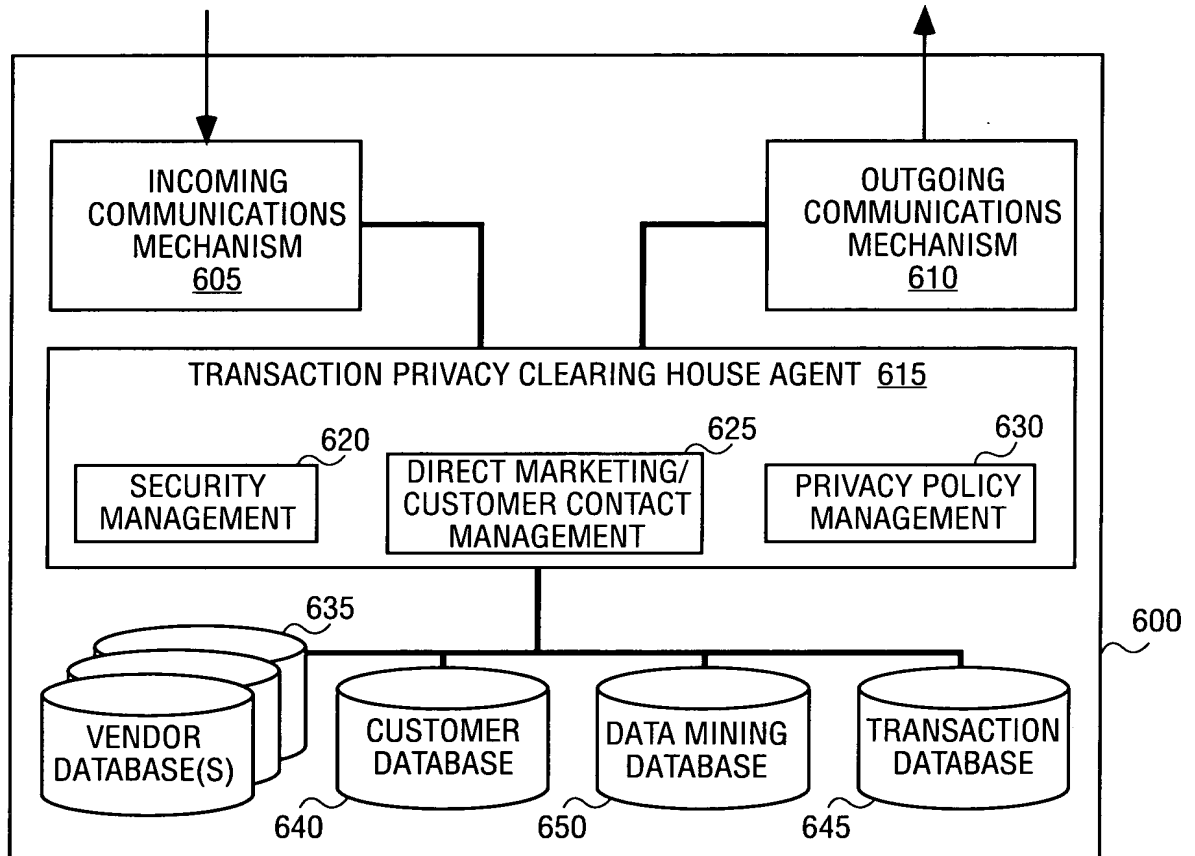 INCOMING
COMMUNICATIONS
MECHANISM
605
OUTGOING
COMMUNICATIONS
MECHANISM
610
TRANSACTION PRIVACY CLEARING HOUSE AGENT 615
620
SECURITY
MANAGEMENT
625
DIRECT MARKETING/
CUSTOMER CONTACT
MANAGEMENT
630
PRIVACY POLICY
MANAGEMENT
635
600
VENDOR
DATABASE(S)
CUSTOMER
DATABASE
DATA MINING
DATABASE
TRANSACTION
DATABASE
640
650
645